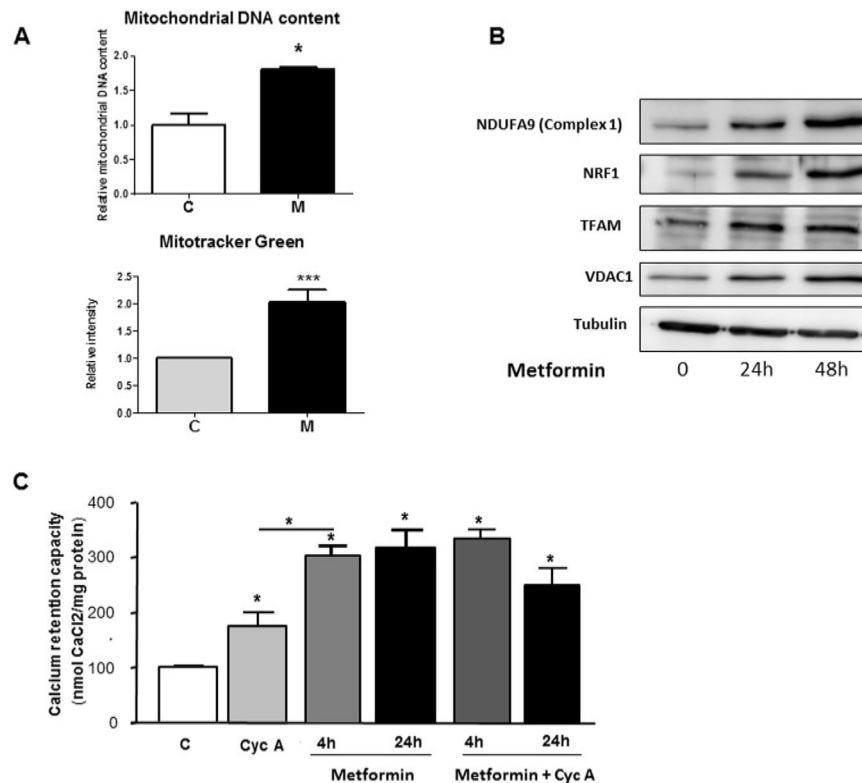 A
Mitochondrial DNA content
Relative mitochondrial DNA content
2.0
1.5
1.0
0.5
0.0
*
C M
Mitotracker Green
Relative intensity
2.5
2.0
1.5
1.0
0.5
0.0
***
C M
B
NDUFA9 (Complex 1)
NRF1
TFAM
VDAC1
Tubulin
Metformin 0 24h 48h
C
Calcium retention capacity
(nmol CaCl2/mg protein)
400
300
200
100
0
* * * * * *
C Cyc A 4h 24h 4h 24h
Metformin Metformin + Cyc A